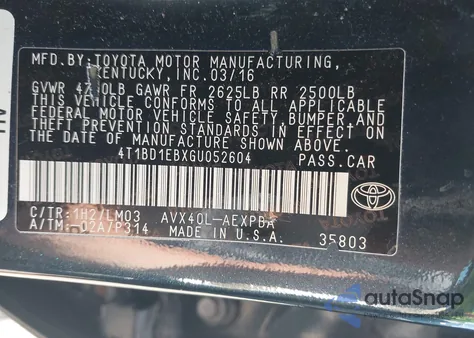 MFD.BY:TOYOTA MOTOR MANUFACTURING,
KENTUCKY,INC.03/16
GVWR GAWR FR 2625LB RR 2500LB
THIS VEHICLE CONFORMS TO ALL APPLICABLE
FEDERAL MOTOR VEHICLE SAFETY,BUMPER,AND
THEFT PREVENTION STANDARDS IN EFFECT ON THE
DATE OF MANUFACTURE SHOWN ABOVE.
4T1BD1EBXGU052604 PASS.CAR
C/TR:1H2/LM03 AVX40L-AEXPBA
A/TM:-02A/P314 MADE IN U.S.A. 35803
TOYOTA
autoSnap